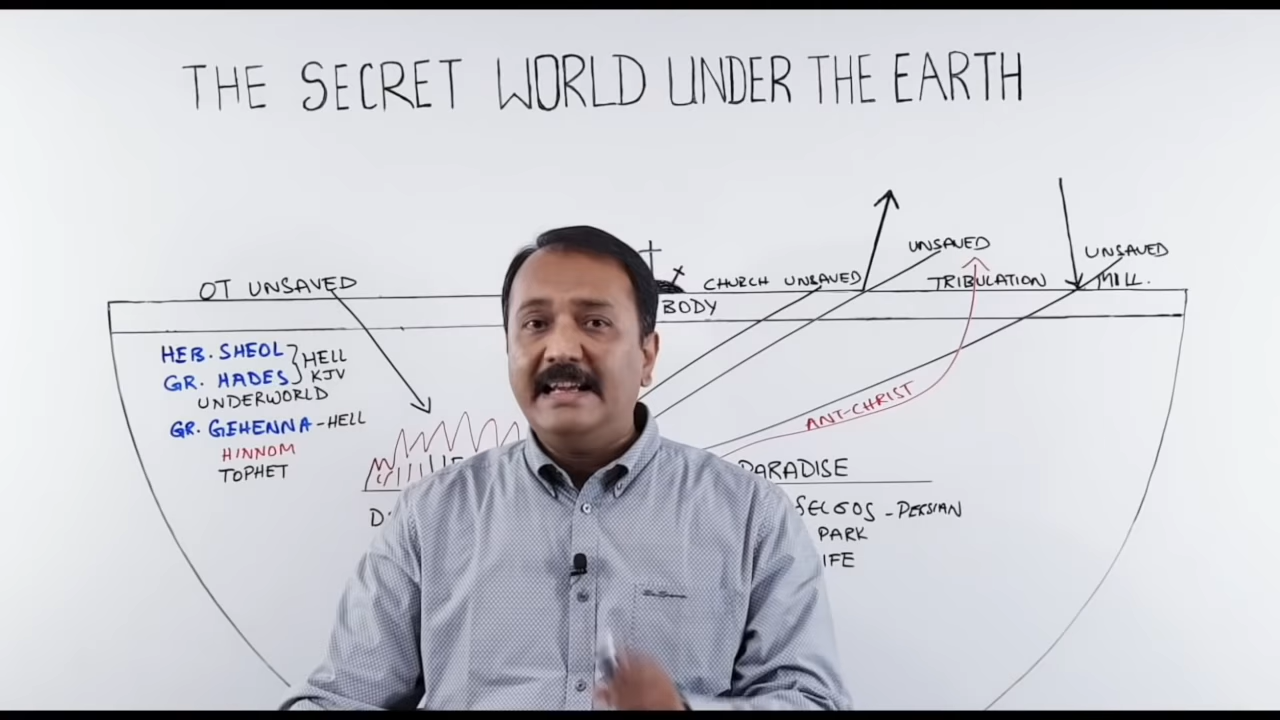 THE SECRET WORLD UNDER THE EARTH
OT UNSAVED
X
CHURCH UNSAVED
UNSAVED
TRIBULATION
UNSAVED
MILL.
BODY
HEB. SHEOL
GR. HADES
HELL
KJV
UNDERWORLD
GR. GEHENNA - HELL
HINNOM
TOPHET
ANT-CHRIST
PARADISE
- PERSIAN
PARK